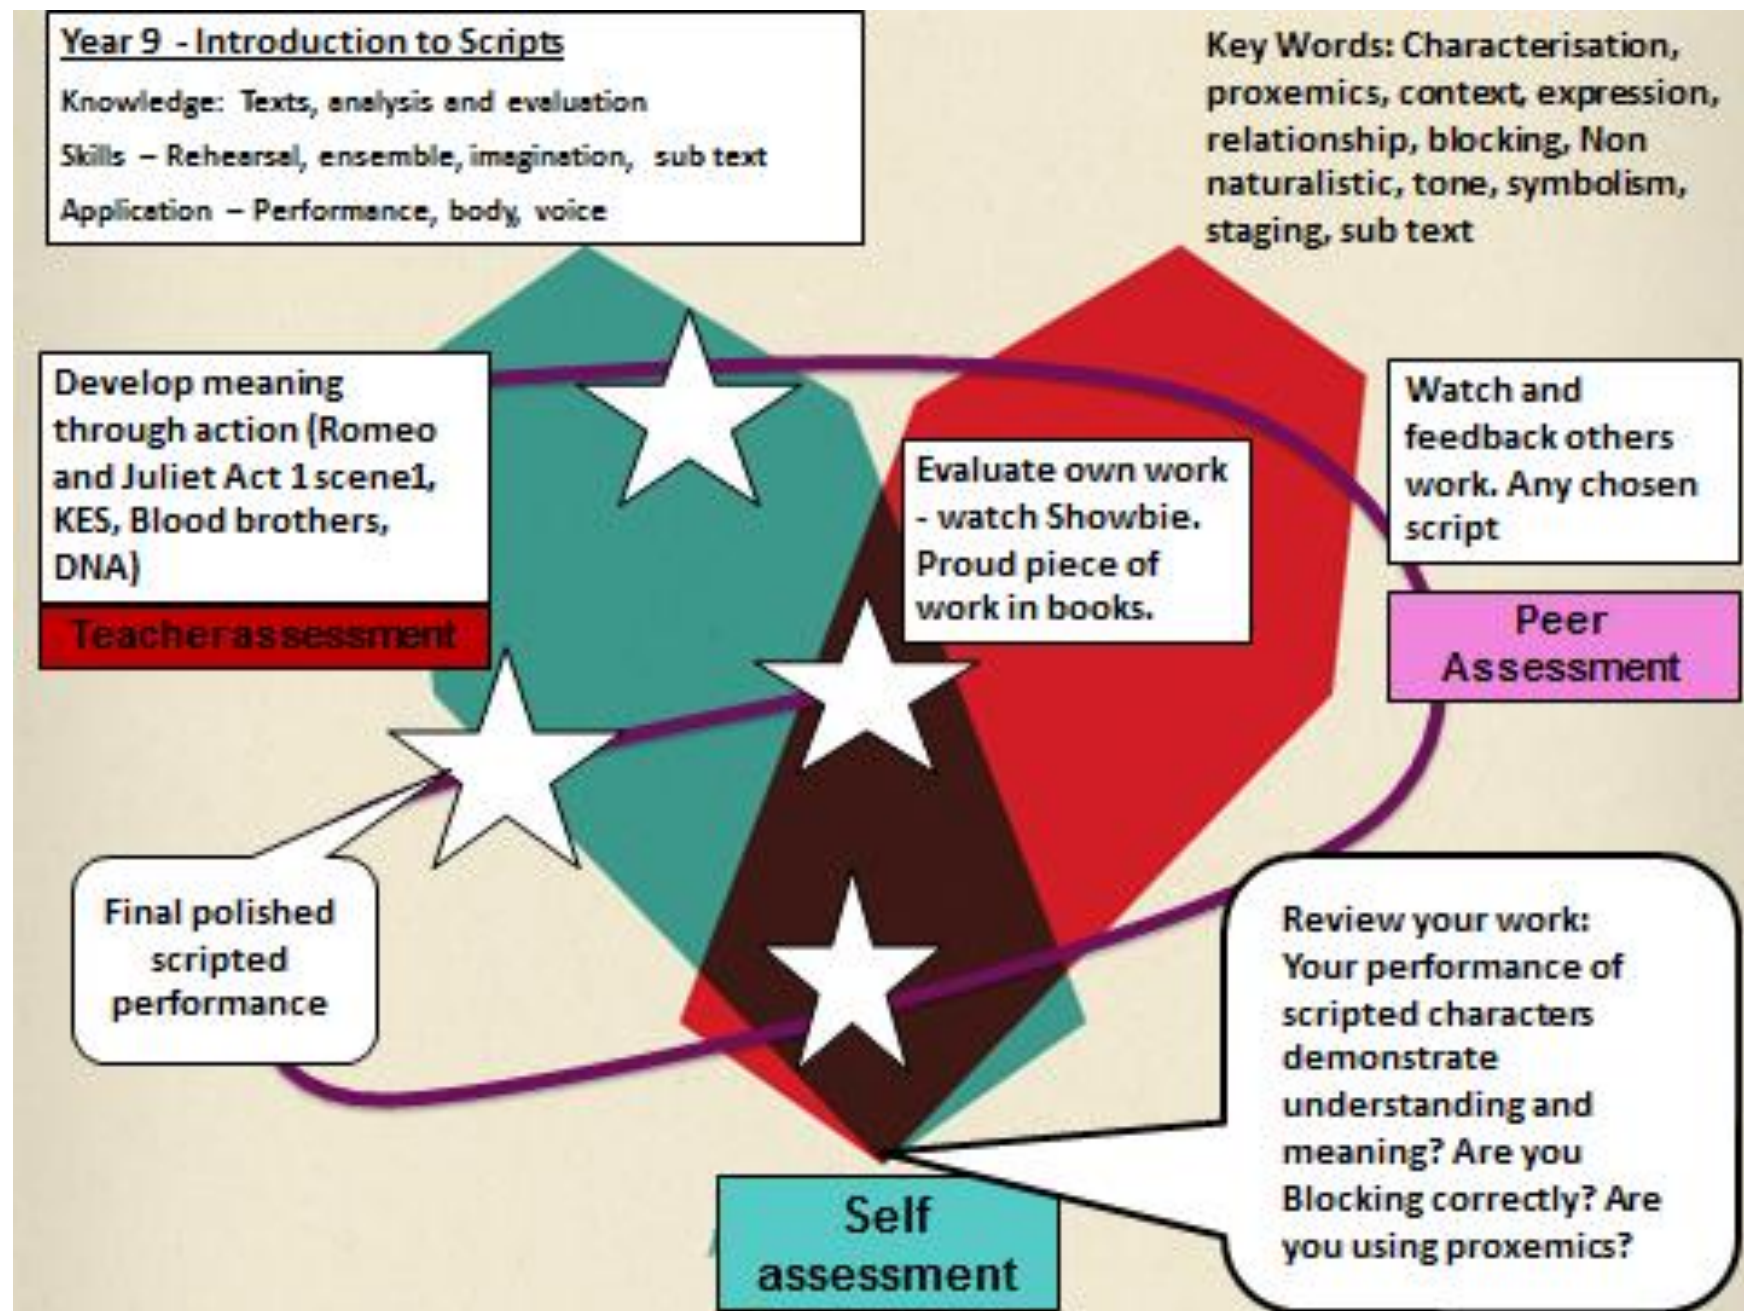 Year 9 - Introduction to Scripts
Knowledge: Texts, analysis and evaluation
Skills – Rehearsal, ensemble, imagination, sub text
Application – Performance, body, voice
Key Words: Characterisation,
proxemics, context, expression,
relationship, blocking, Non
naturalistic, tone, symbolism,
staging, sub text
Develop meaning
through action (Romeo
and Juliet Act 1 scene1,
KES, Blood brothers,
DNA)
Teacher assessment
Evaluate own work
- watch Showbie.
Proud piece of
work in books.
Watch and
feedback others
work. Any chosen
script
Peer
Assessment
Final polished
scripted
performance
Review your work:
Your performance of
scripted characters
demonstrate
understanding and
meaning? Are you
Blocking correctly? Are
you using proxemics?
Self
assessment